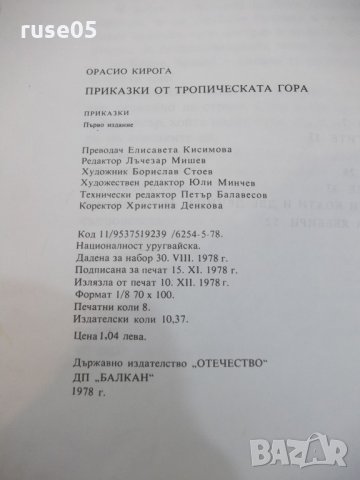 ruse05
ОРАСИО КИРОГА
ПРИКАЗКИ ОТ ТРОПИЧЕСКАТА ГОРА
ПРИКАЗКИ
Първо издание
Преводач Елисавета Кисимова
Редактор Лъчезар Мишев
Художник Борислав Стоев
Художествен редактор Юли Минчев
Технически редактор Петър Балавесов
Коректор Христина Денкова
Код 11/9537519239 /6254-5-78.
Националност уругвайска.
Дадена за набор 30. VIII. 1978 г.
Подписана за печат 15. XI. 1978 г.
Излязла от печат 10. XII. 1978 г.
Формат 1/8 70 x 100.
Печатни коли 8.
Издателски коли 10,37.
Цена 1,04 лева.
Държавно издателство „ОТЕЧЕСТВО"
ДП „БАЛКАН"
1978 г.
BAZAR